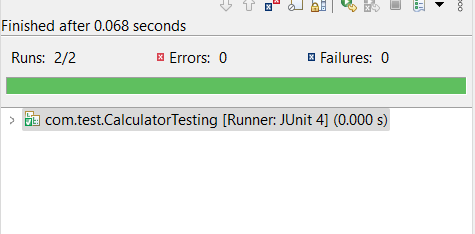 Finished after 0.068 seconds
Runs: 2/2 Errors: 0 Failures: 0
com.test.CalculatorTesting [Runner: JUnit 4] (0.000 s)